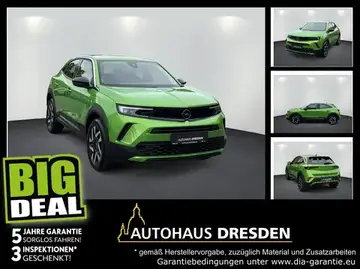 BIG
DEAL
5 JAHRE GARANTIE
SORGLOS FAHREN!
3 INSPEKTIONEN*
GESCHENKT!
AUTOHAUS DRESDEN
* gemäß Herstellervorgabe, zuzüglich Material und Zusatzarbeiten
Garantiebedingungen unter www.dia-garantie.eu